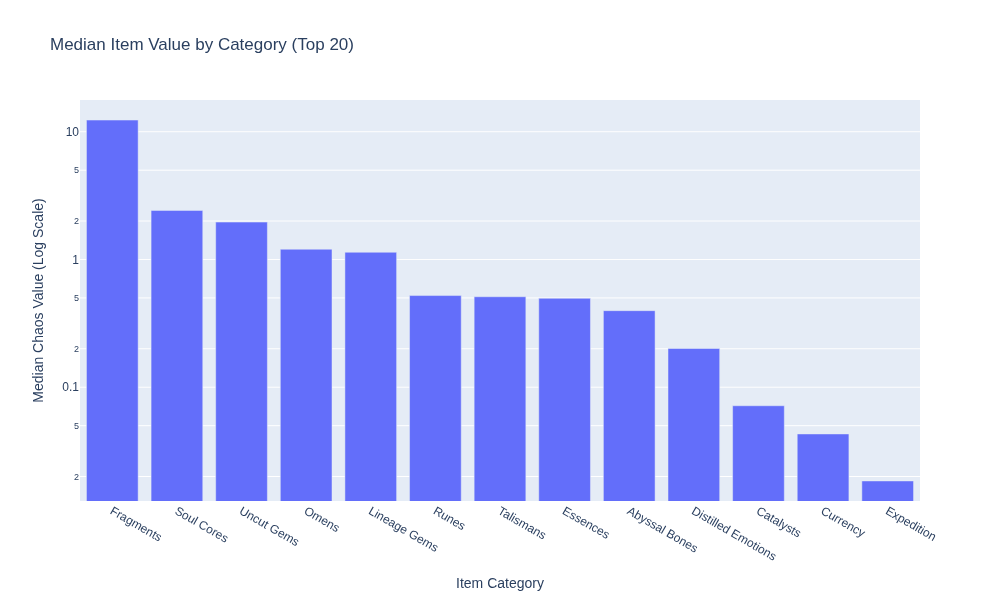 Median Item Value by Category (Top 20)
Median Chaos Value (Log Scale)
10
5
2
1
5
2
0.1
5
2
Fragments
Soul Cores
Uncut Gems
Omens
Lineage Gems
Runes
Talismans
Essences
Abyssal Bones
Distilled Emotions
Catalysts
Currency
Expedition
Item Category